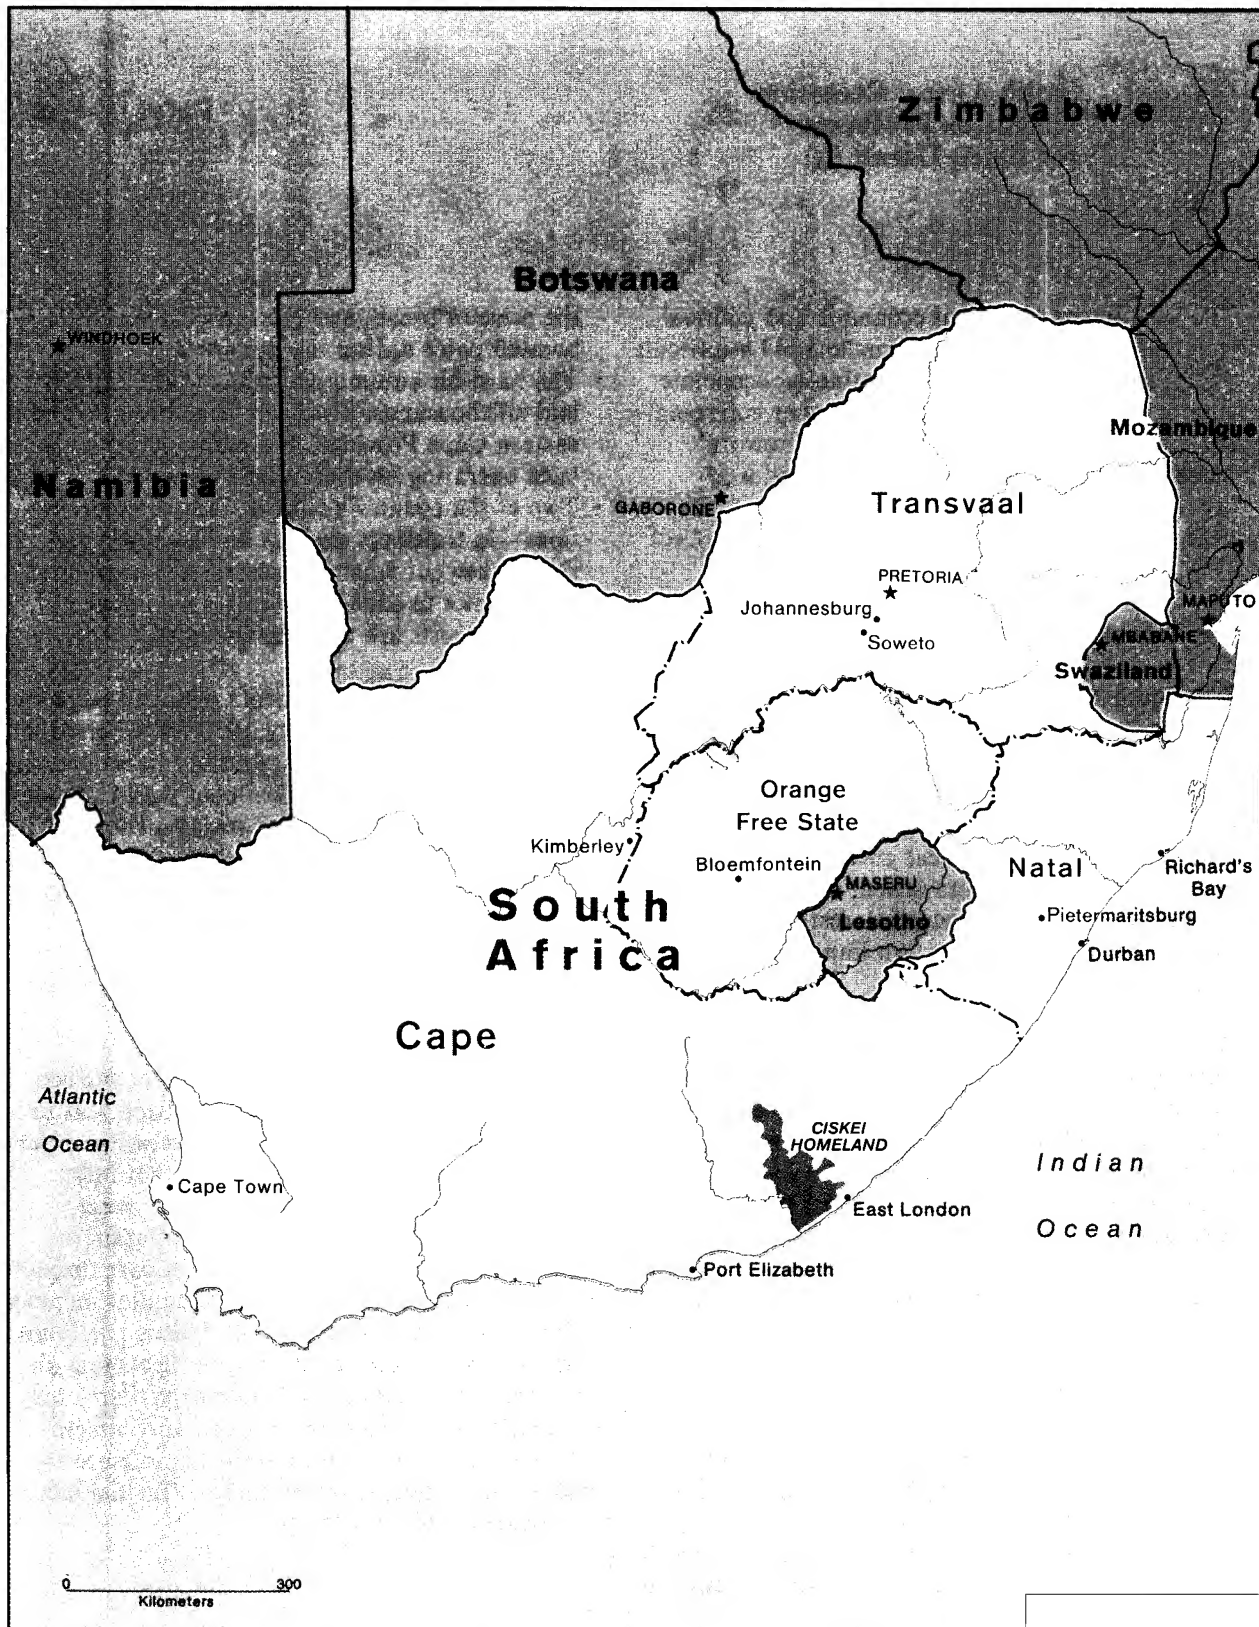 Zimbabwe
Botswana
WINDHOEK
Namibia
Mozambique
GABORONE
Transvaal
PRETORIA
Johannesburg
Soweto
MAPUTO
MBABANE
Swaziland
Orange
Free State
Kimberley
Bloemfontein
MASERU
Lesotho
Natal
Richard's
Bay
Pietermaritsburg
Durban
South
Africa
Cape
Atlantic
Ocean
CISKEI
HOMELAND
Indian
Ocean
Cape Town
East London
Port Elizabeth
0 300
Kilometers